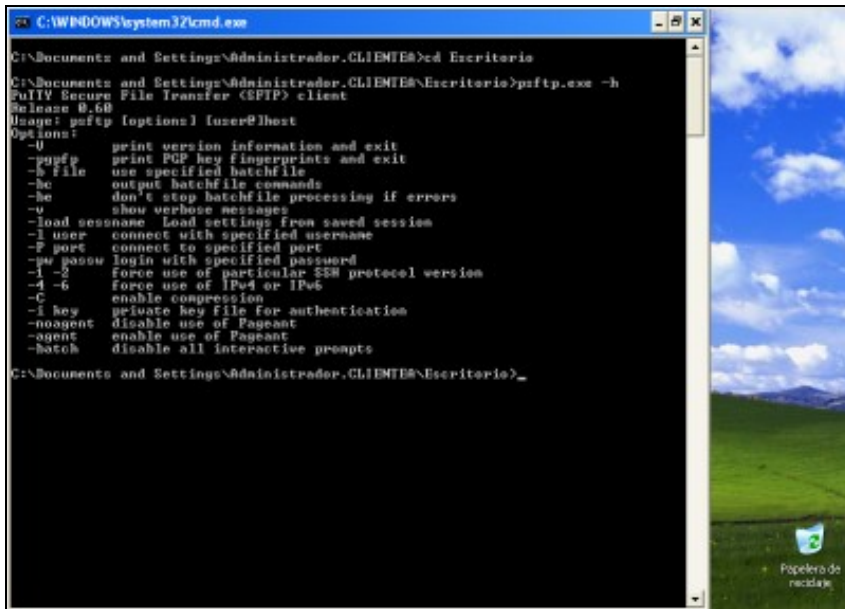 C:\WINDOWS\system32\cmd.exe
C:\Documents and Settings\Administrador.CLIENTEA>cd Escritorio
C:\Documents and Settings\Administrador.CLIENTEA\Escritorio>psftp.exe -h
PuTTY Secure File Transfer (SFTP) client
Release 0.60
Usage: psftp [options] [user@]host
Options:
-V print version information and exit
-pgpfp print PGP key fingerprints and exit
-b file use specified batchfile
-bc output batchfile commands
-be don't stop batchfile processing if errors
-v show verbose messages
-load sessname Load settings from saved session
-l user connect with specified username
-P port connect to specified port
-pw passw login with specified password
-1 -2 force use of particular SSH protocol version
-4 -6 force use of IPv4 or IPv6
-C enable compression
-i key private key file for authentication
-noagent disable use of Pageant
-agent enable use of Pageant
-batch disable all interactive prompts
C:\Documents and Settings\Administrador.CLIENTEA\Escritorio>_
Papelera de
reciclaje